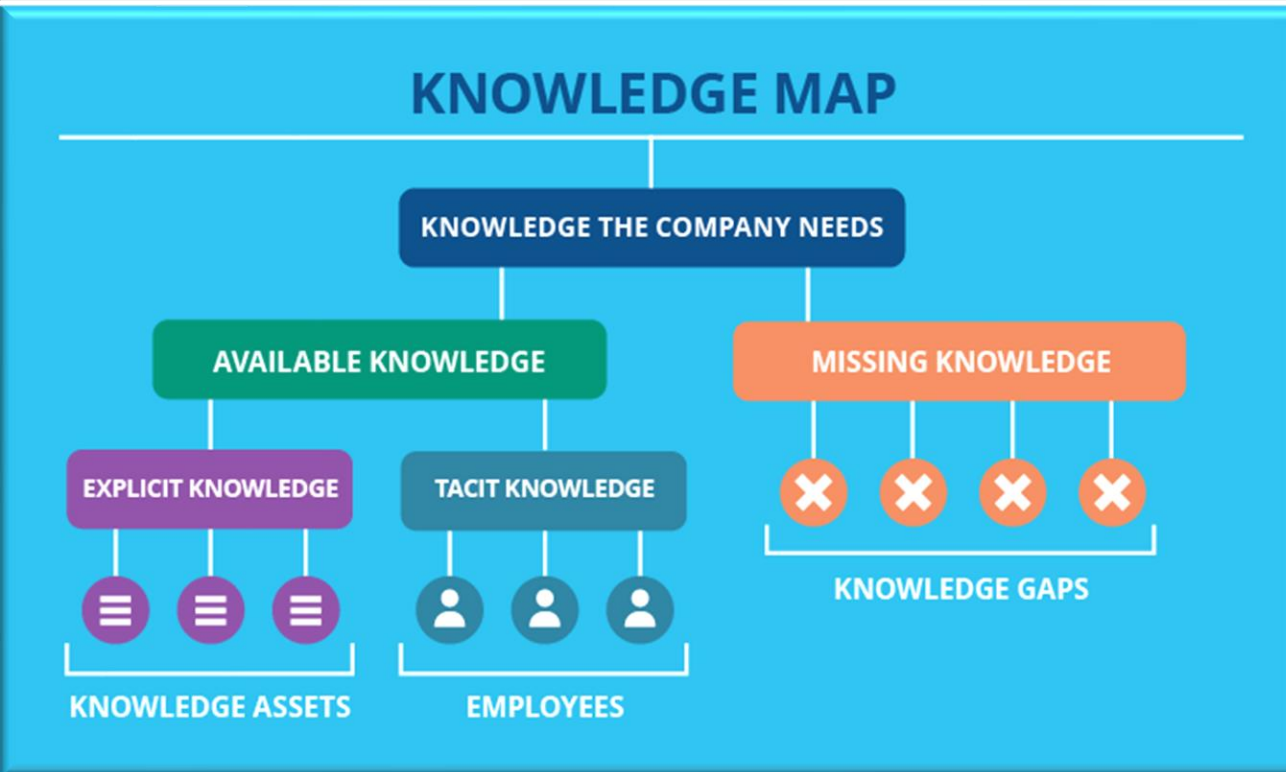 KNOWLEDGE MAP
KNOWLEDGE THE COMPANY NEEDS
AVAILABLE KNOWLEDGE
MISSING KNOWLEDGE
EXPLICIT KNOWLEDGE
TACIT KNOWLEDGE
KNOWLEDGE GAPS
KNOWLEDGE ASSETS
EMPLOYEES